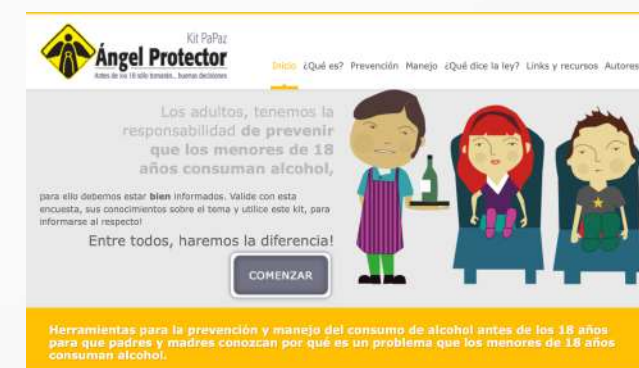 Kit PaPaz
Ángel Protector
Antes de los 18 sólo tomarán... buenas decisiones
Inicio ¿Qué es? Prevención Manejo ¿Qué dice la ley? Links y recursos Autores
Los adultos, tenemos la
responsabilidad de prevenir
que los menores de 18
años consuman alcohol,
para ello debemos estar bien informados. Valide con esta
encuesta, sus conocimientos sobre el tema y utilice este kit, para
informarse al respecto!
Entre todos, haremos la diferencia!
COMENZAR
Herramientas para la prevención y manejo del consumo de alcohol antes de los 18 años
para que padres y madres conozcan por qué es un problema que los menores de 18 años
consuman alcohol.